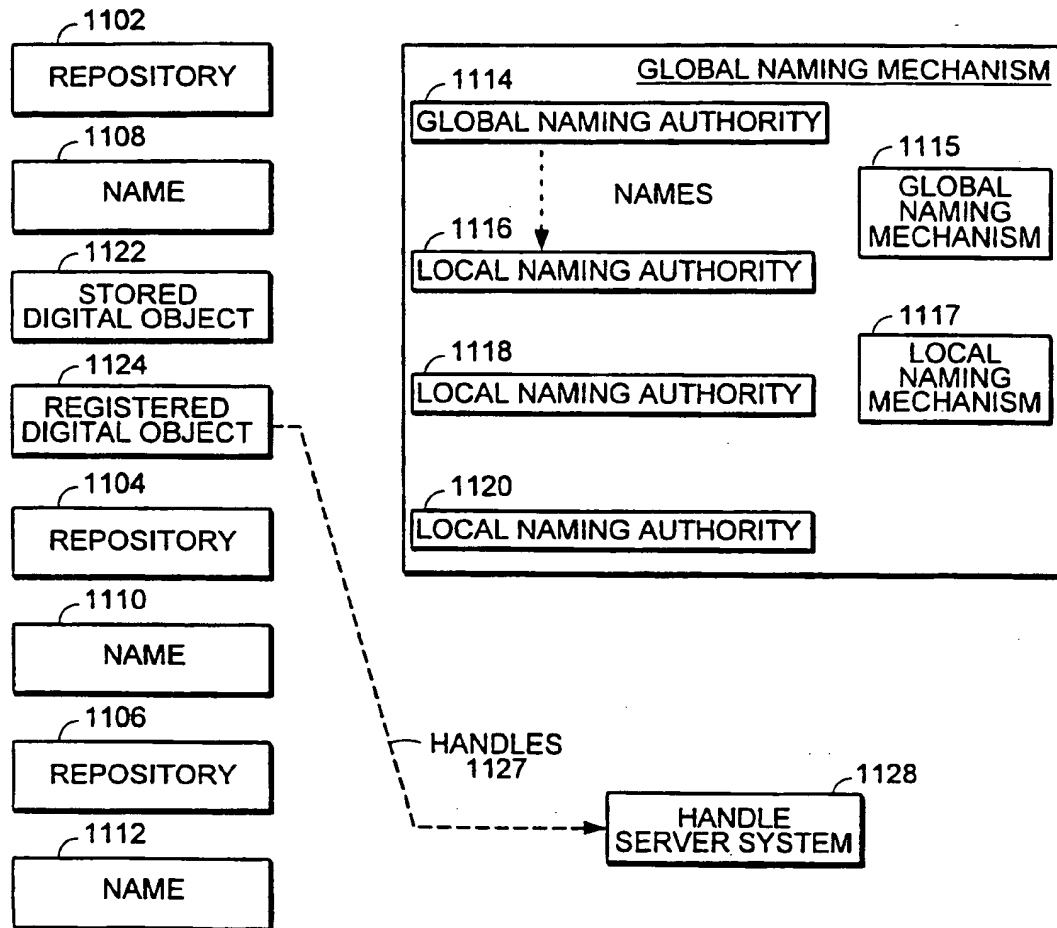 1102
REPOSITORY
1108
NAME
1122
STORED
DIGITAL OBJECT
1124
REGISTERED
DIGITAL OBJECT
1104
REPOSITORY
1110
NAME
1106
REPOSITORY
1112
NAME
GLOBAL NAMING MECHANISM
1114
GLOBAL NAMING AUTHORITY
NAMES
1115
GLOBAL
NAMING
MECHANISM
1116
LOCAL NAMING AUTHORITY
1117
LOCAL
NAMING
MECHANISM
1118
LOCAL NAMING AUTHORITY
1120
LOCAL NAMING AUTHORITY
HANDLES
1127
1128
HANDLE
SERVER SYSTEM